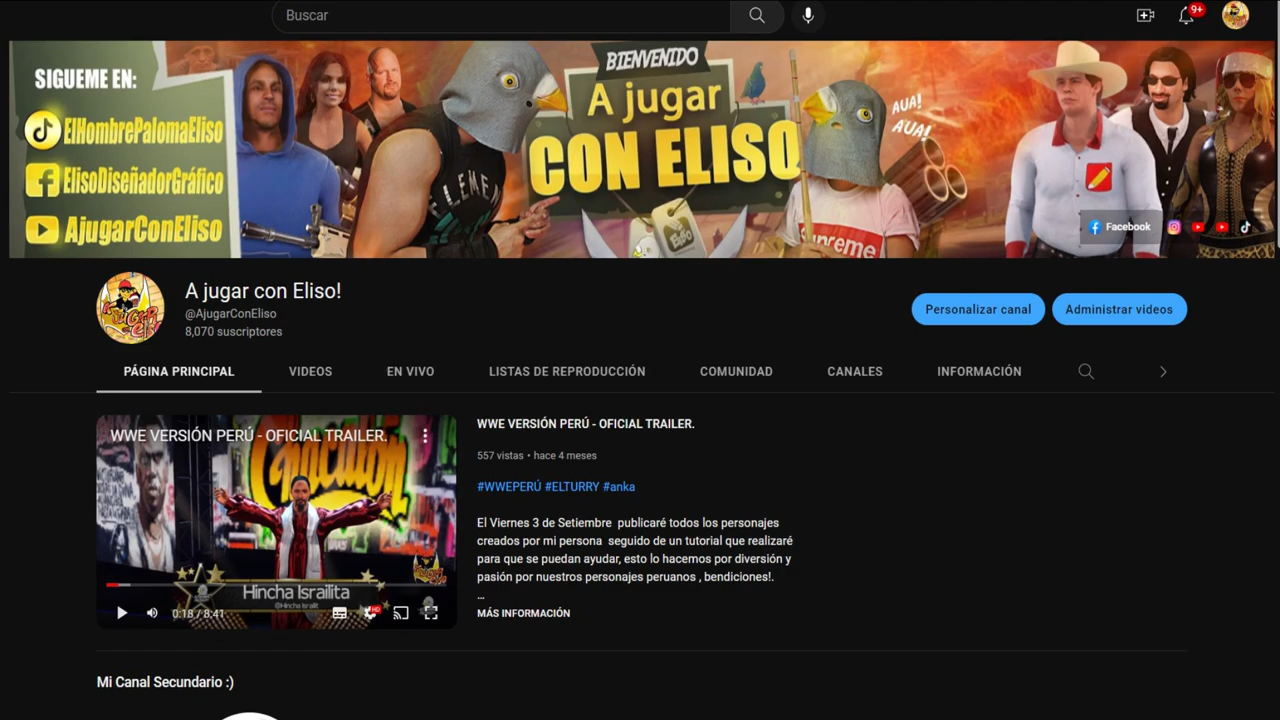 Buscar
9+
SIGUEME EN:
ElHombrePalomaEliso
ElisoDiseñadorGráfico
AjugarConEliso
BIENVENIDO
A jugar
CON ELISO
AUA!
AUA!
ELEMEN
Supreme
Facebook
A jugar con Eliso!
@AjugarConEliso
8,070 suscriptores
Personalizar canal
Administrar videos
PÁGINA PRINCIPAL
VIDEOS
EN VIVO
LISTAS DE REPRODUCCIÓN
COMUNIDAD
CANALES
INFORMACIÓN
WWE VERSIÓN PERÚ - OFICIAL TRAILER.
Hincha Israilita
0:18 / 8:41
HD
WWE VERSIÓN PERÚ - OFICIAL TRAILER.
557 vistas • hace 4 meses
#WWEPERÚ #ELTURRY #anka
El Viernes 3 de Setiembre publicaré todos los personajes
creados por mi persona seguido de un tutorial que realizaré
para que se puedan ayudar, esto lo hacemos por diversión y
pasión por nuestros personajes peruanos , bendiciones!.
...
MÁS INFORMACIÓN
Mi Canal Secundario :)